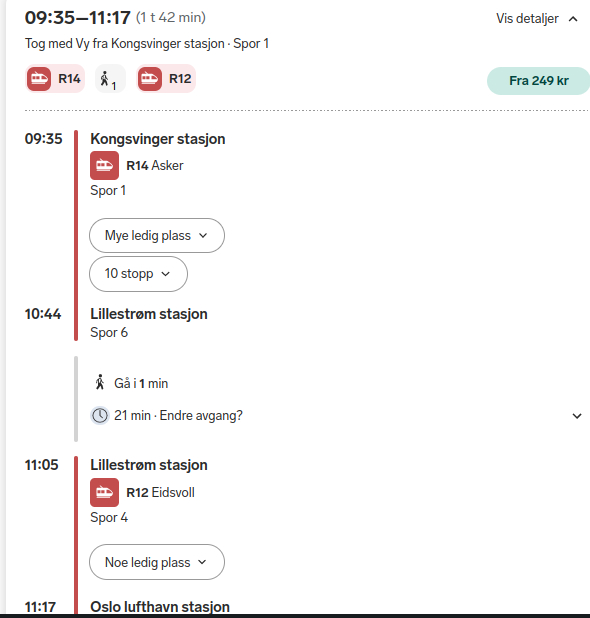 09:35–11:17 (1 t 42 min)
Vis detaljer
Tog med Vy fra Kongsvinger stasjon · Spor 1
R14
1
R12
Fra 249 kr
09:35 Kongsvinger stasjon
R14 Asker
Spor 1
Mye ledig plass
10 stopp
10:44 Lillestrøm stasjon
Spor 6
Gå i 1 min
21 min · Endre avgang?
11:05 Lillestrøm stasjon
R12 Eidsvoll
Spor 4
Noe ledig plass
11:17 Oslo lufthavn stasjon